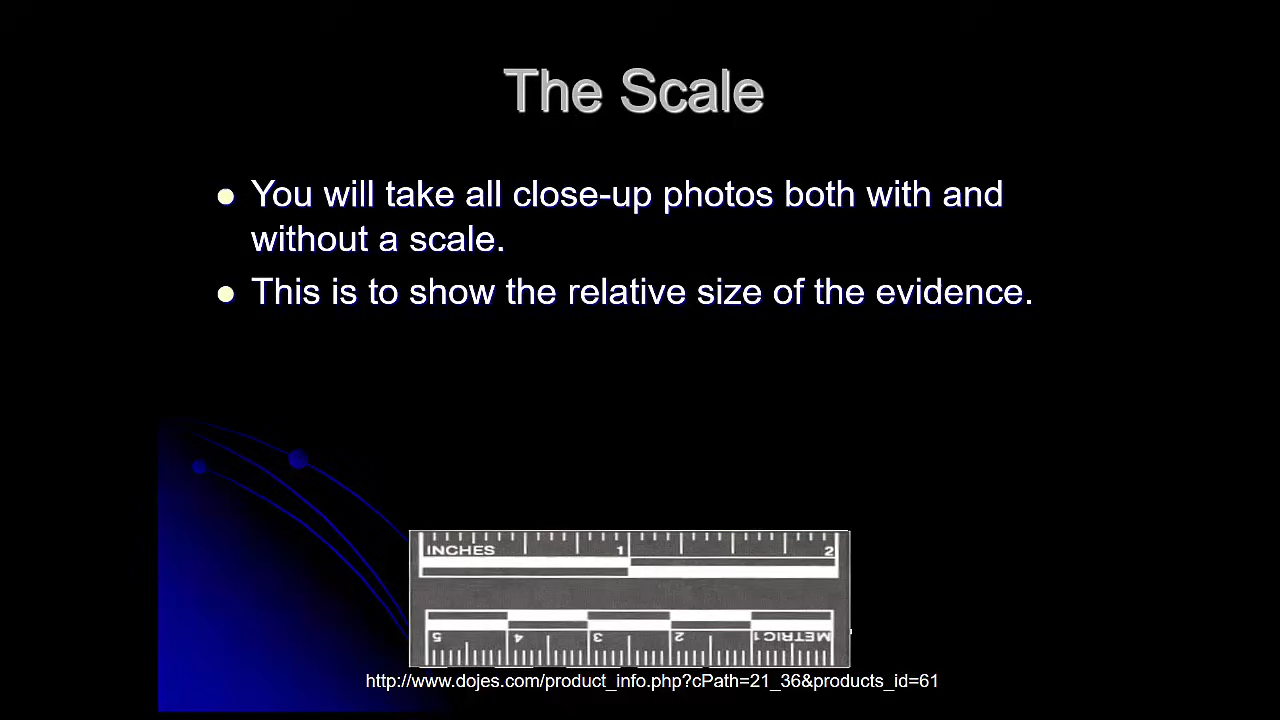 The Scale
You will take all close-up photos both with and
without a scale.
This is to show the relative size of the evidence.
INCHES 1 2
5 4 3 2 1 METRIC
http://www.dojes.com/product_info.php?cPath=21_36&products_id=61